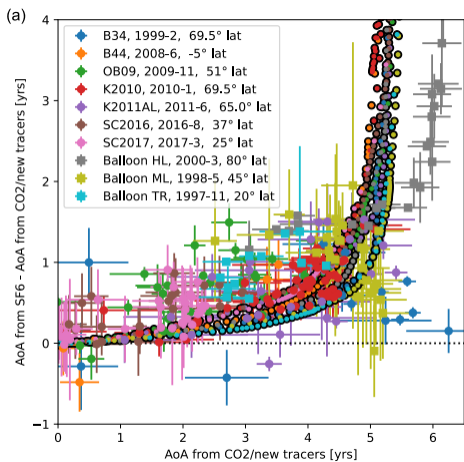 (a)
4
B34, 1999-2, 69.5° lat
B44, 2008-6, -5° lat
OB09, 2009-11, 51° lat
K2010, 2010-1, 69.5° lat
K2011AL, 2011-6, 65.0° lat
SC2016, 2016-8, 37° lat
SC2017, 2017-3, 25° lat
Balloon HL, 2000-3, 80° lat
Balloon ML, 1998-5, 45° lat
Balloon TR, 1997-11, 20° lat
3
2
1
0
−1
AoA from SF6 - AoA from CO2/new tracers [yrs]
0 1 2 3 4 5 6
AoA from CO2/new tracers [yrs]